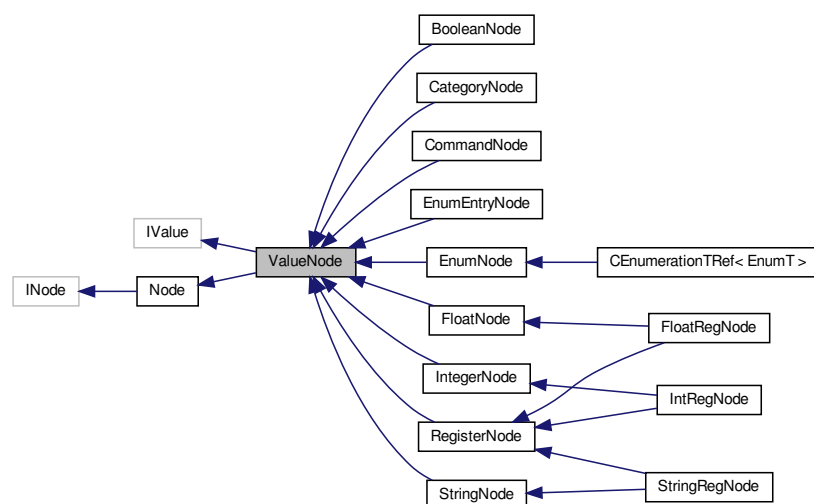 BooleanNode
CategoryNode
CommandNode
EnumEntryNode
IValue
ValueNode
EnumNode
CEnumerationTRef< EnumT >
INode
Node
FloatNode
FloatRegNode
IntegerNode
IntRegNode
RegisterNode
StringRegNode
StringNode